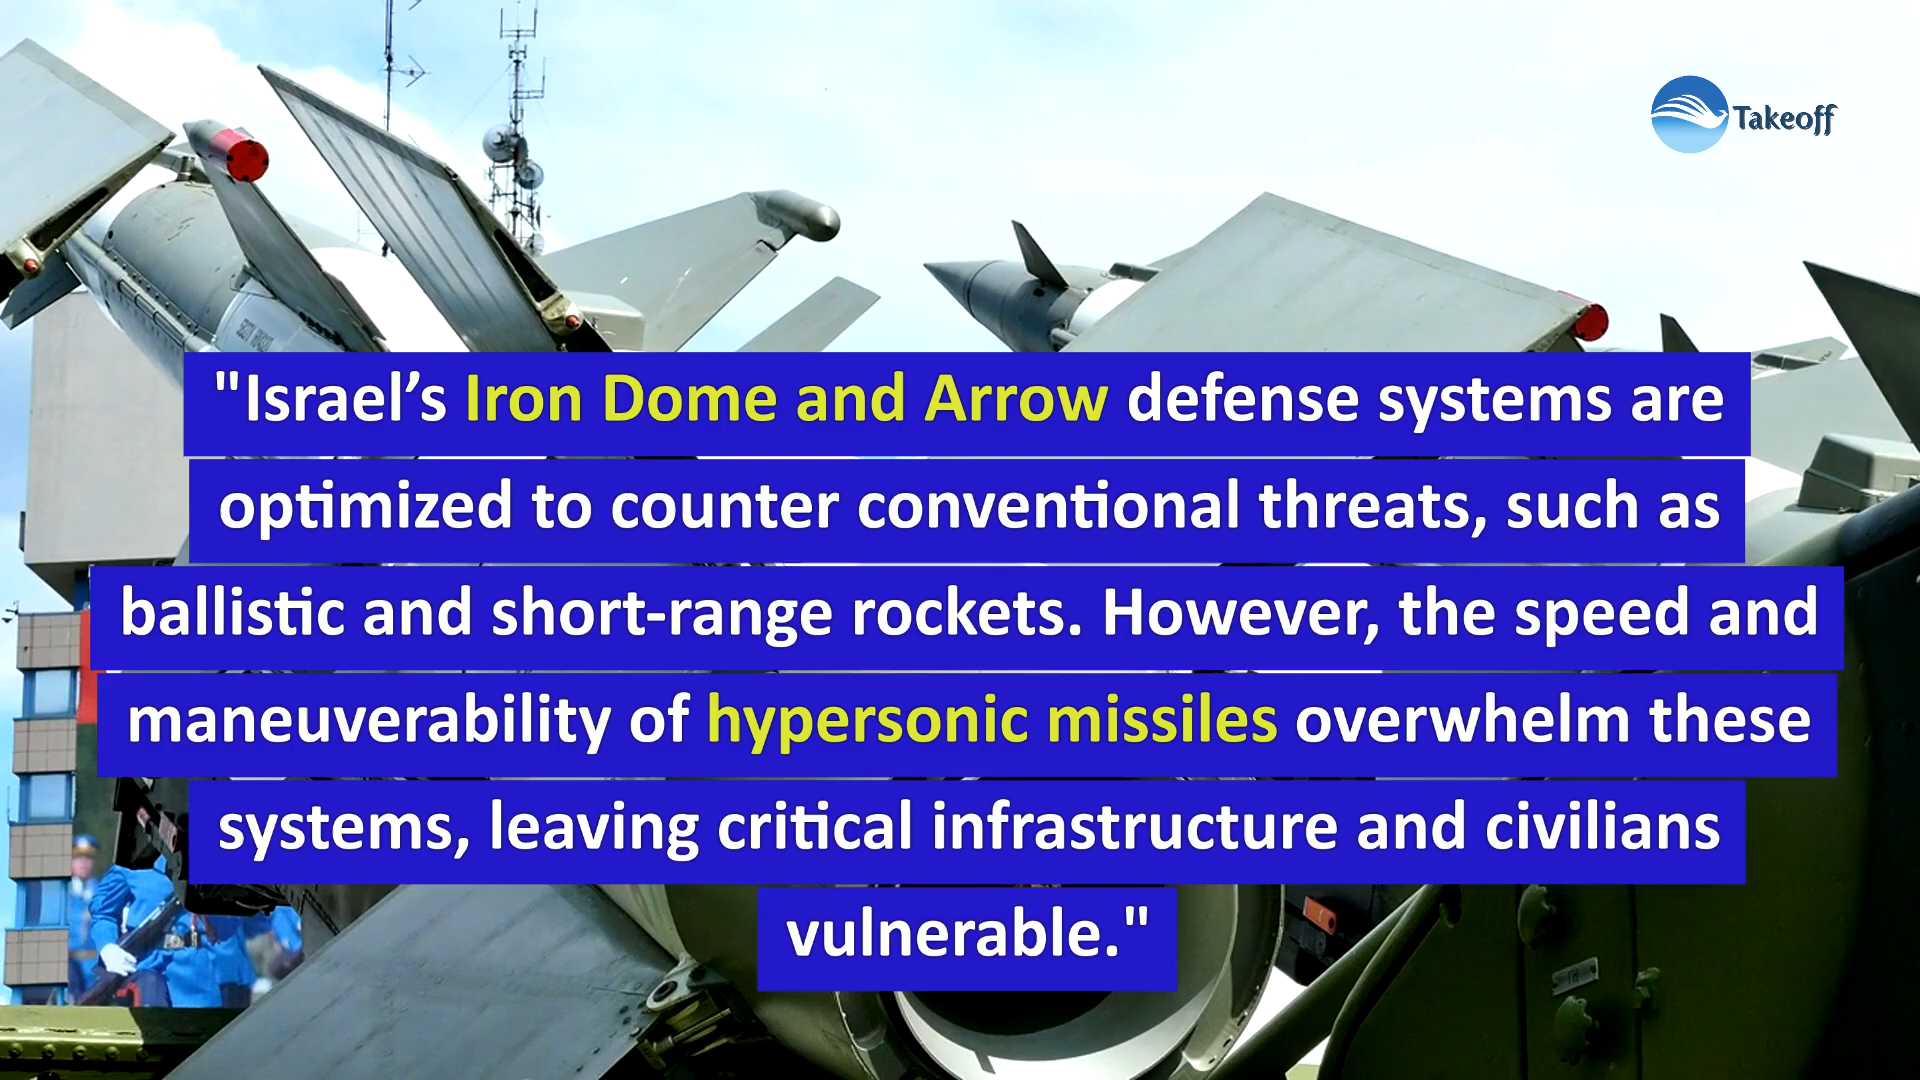 Takeoff
"Israel’s Iron Dome and Arrow defense systems are
optimized to counter conventional threats, such as
ballistic and short-range rockets. However, the speed and
maneuverability of hypersonic missiles overwhelm these
systems, leaving critical infrastructure and civilians
vulnerable."